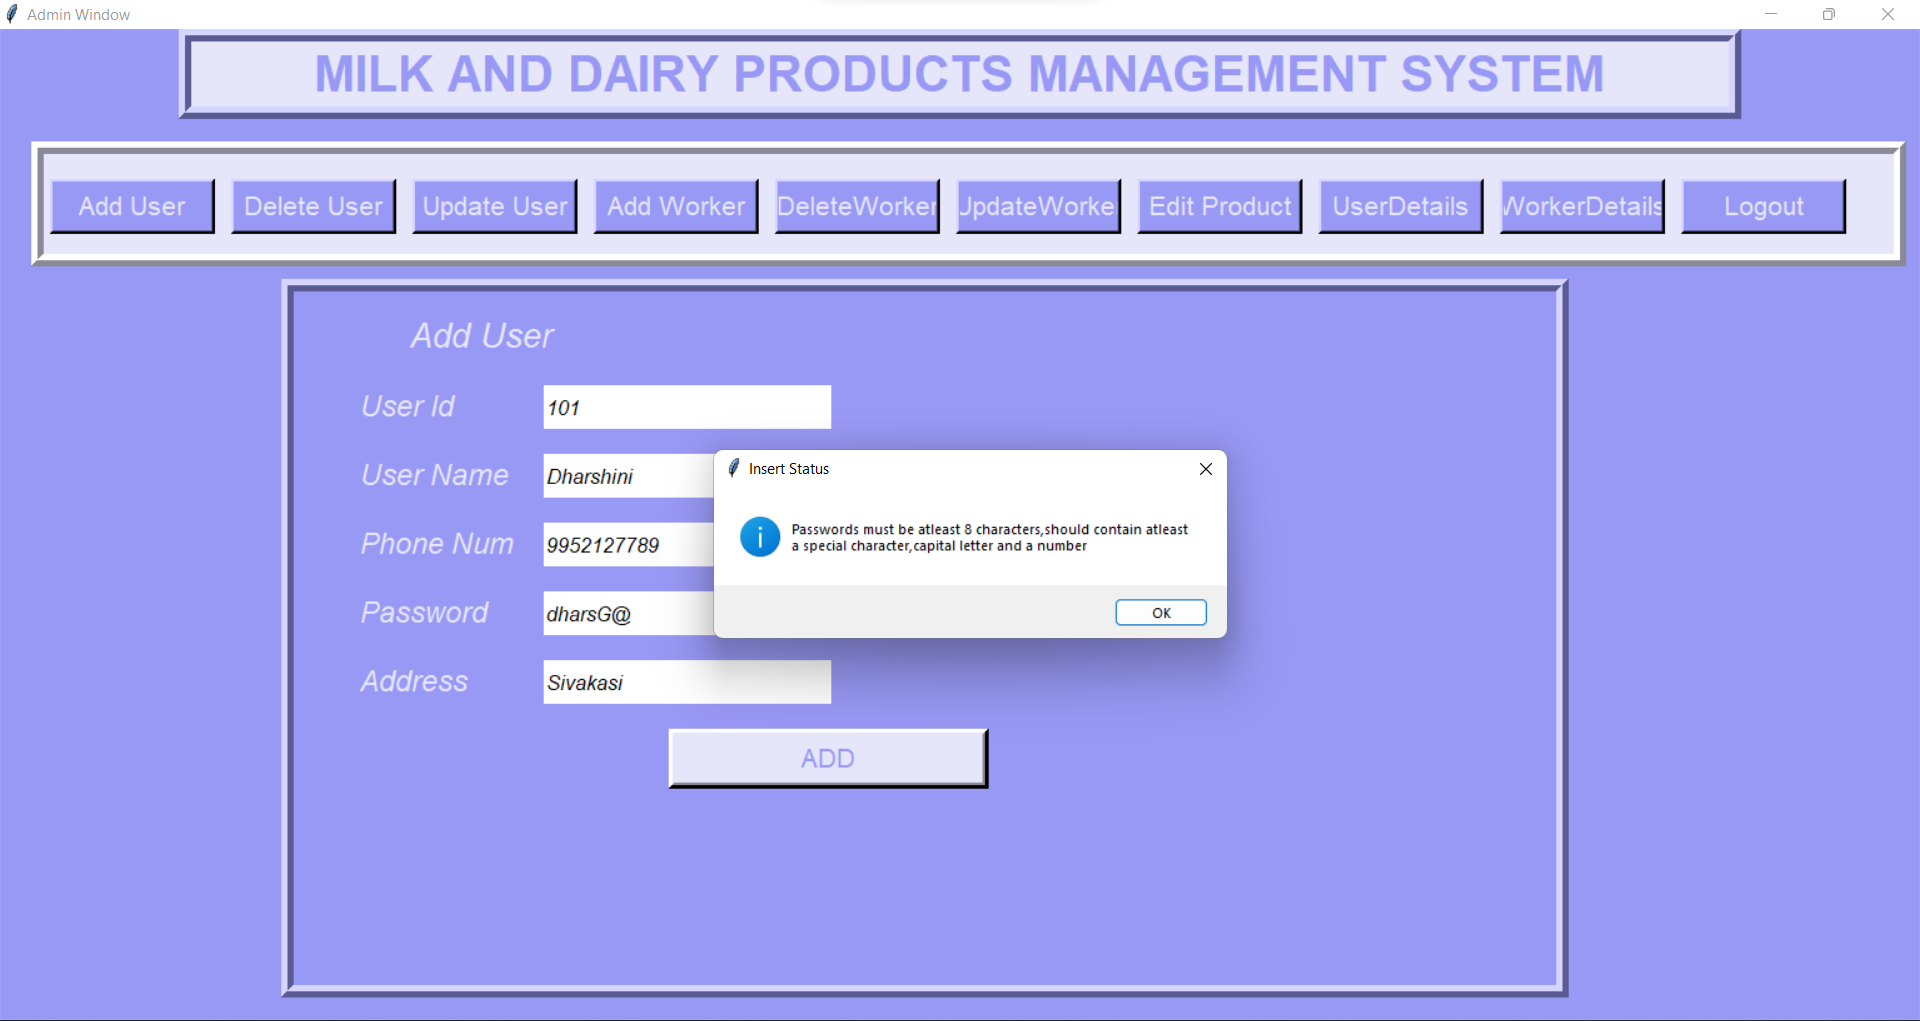 Admin Window
MILK AND DAIRY PRODUCTS MANAGEMENT SYSTEM
Add User Delete User Update User Add Worker DeleteWorker UpdateWorke Edit Product UserDetails WorkerDetails Logout
Add User
User Id 101
User Name Dharshini
Phone Num 9952127789
Password dharsG@
Address Sivakasi
ADD
Insert Status
Passwords must be atleast 8 characters,should contain atleast
a special character,capital letter and a number
OK